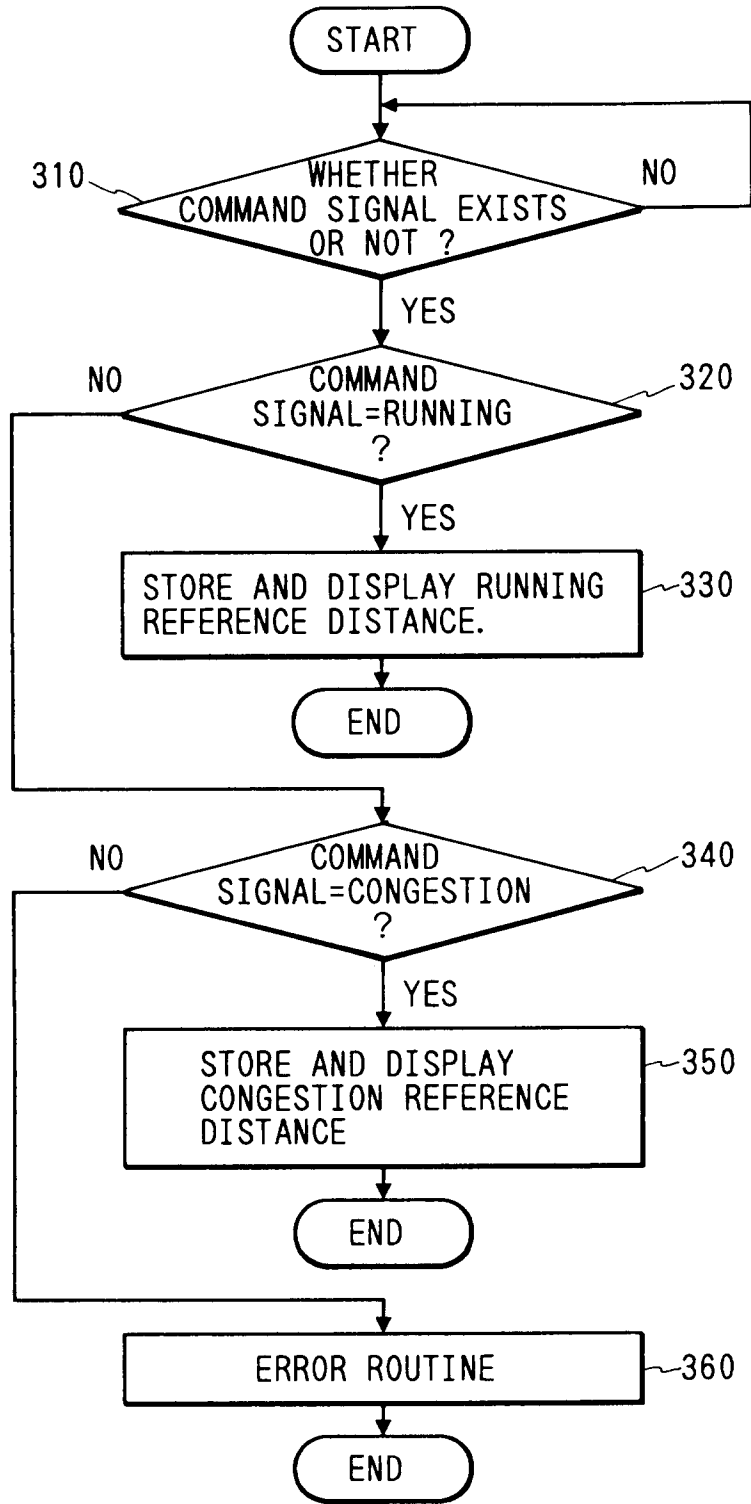 START
WHETHER
COMMAND SIGNAL EXISTS
OR NOT ?
310
NO
YES
NO
COMMAND
SIGNAL=RUNNING
?
320
YES
STORE AND DISPLAY RUNNING
REFERENCE DISTANCE.
330
END
NO
COMMAND
SIGNAL=CONGESTION
?
340
YES
STORE AND DISPLAY
CONGESTION REFERENCE
DISTANCE
350
END
ERROR ROUTINE
360
END